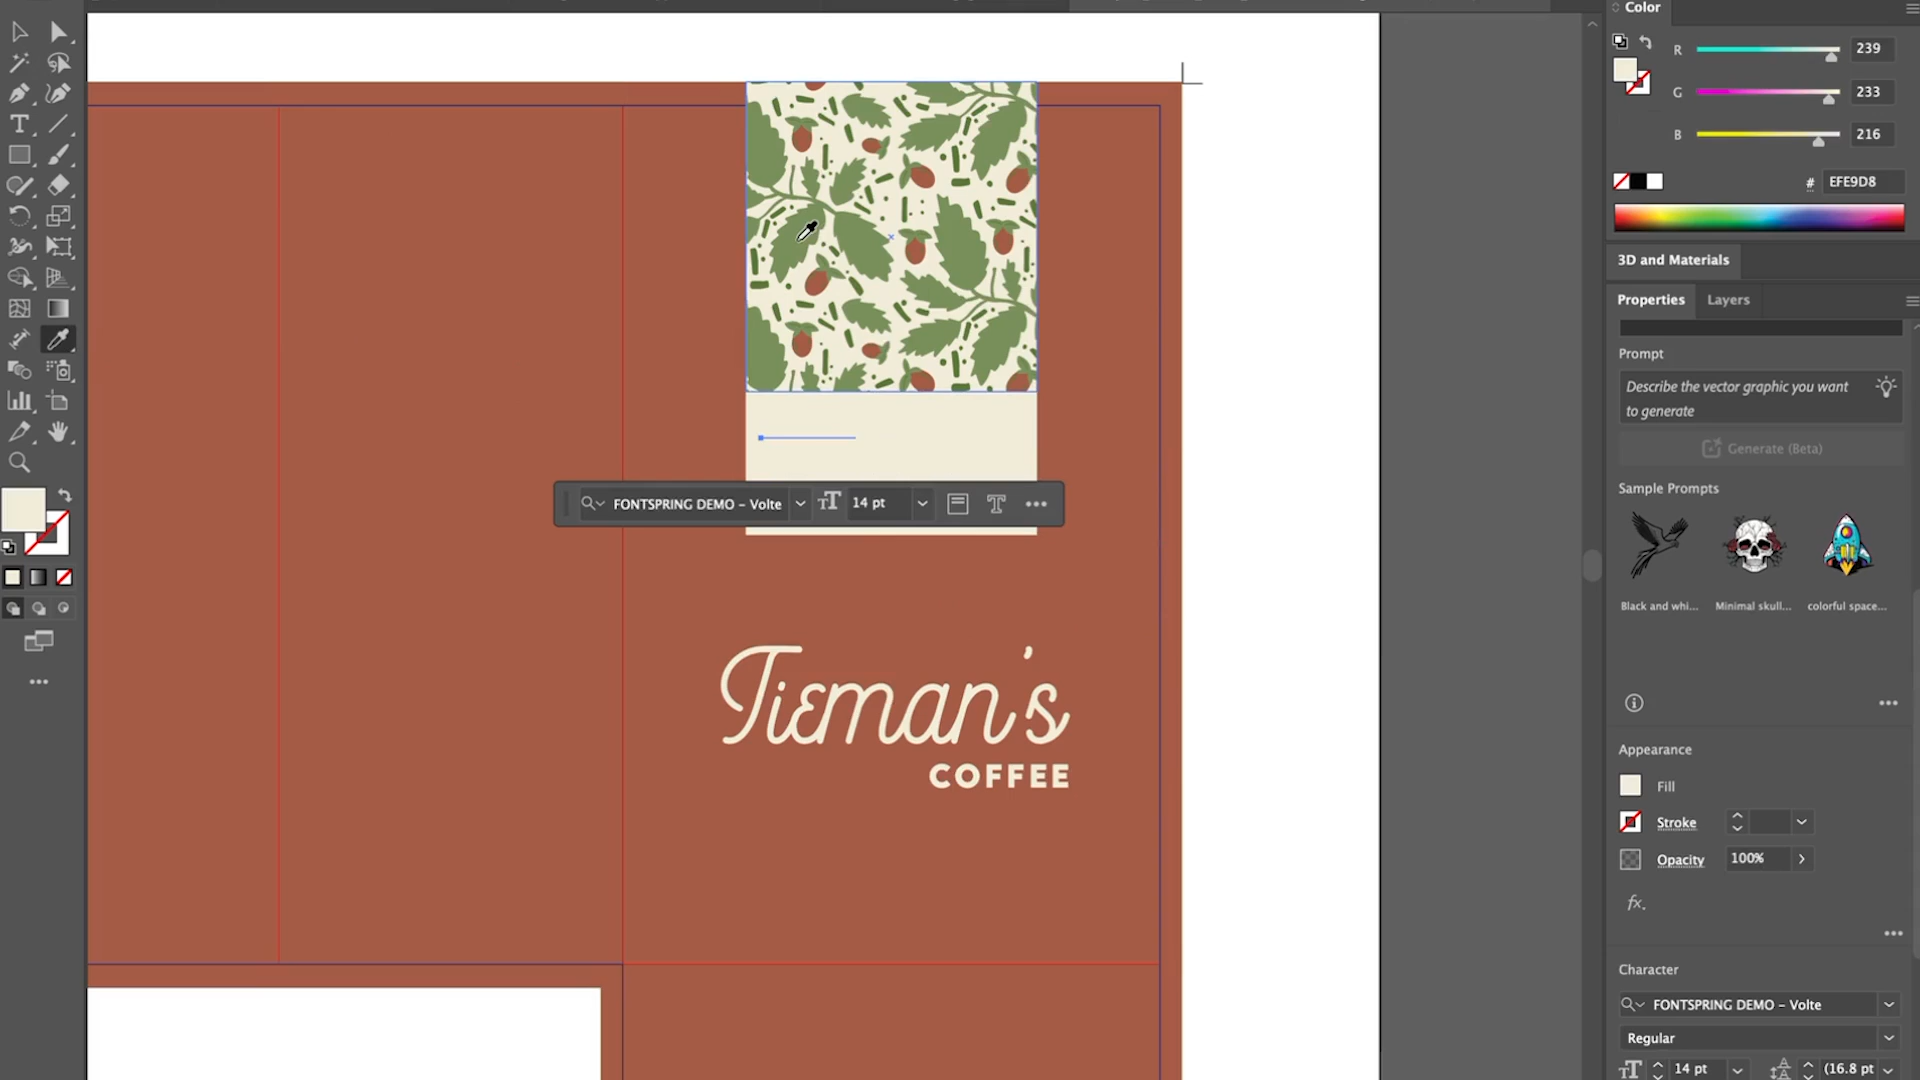 Color
R 239
G 233
B 216
# EFE9D8
3D and Materials
Properties Layers
Prompt
Describe the vector graphic you want
to generate
Generate (Beta)
Sample Prompts
Black and whi... Minimal skull... colorful space...
Appearance
Fill
Stroke
Opacity 100%
fx.
Character
FONTSPRING DEMO - Volte
Regular
14 pt (16.8 pt
FONTSPRING DEMO - Volte 14 pt
Tieman's
COFFEE